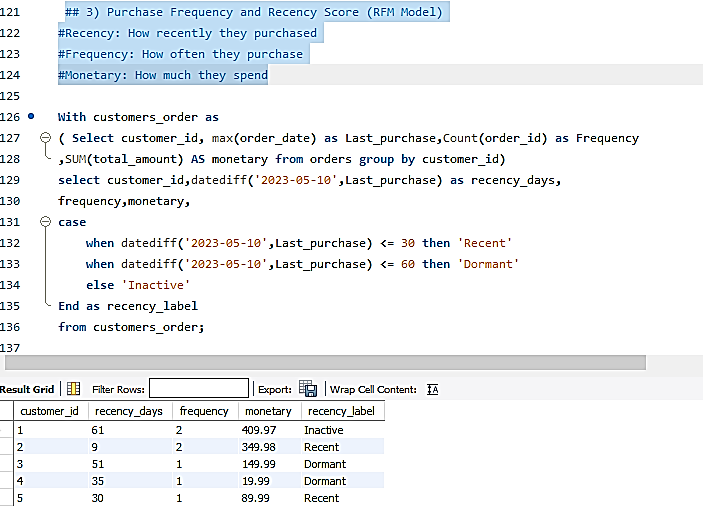 121 ## 3) Purchase Frequency and Recency Score (RFM Model)
122 #Recency: How recently they purchased
123 #Frequency: How often they purchase
124 #Monetary: How much they spend
125
126 With customers_order as
127 ( Select customer_id, max(order_date) as Last_purchase,Count(order_id) as Frequency
128 ,SUM(total_amount) AS monetary from orders group by customer_id)
129 select customer_id,datediff('2023-05-10',Last_purchase) as recency_days,
130 frequency,monetary,
131 case
132 when datediff('2023-05-10',Last_purchase) <= 30 then 'Recent'
133 when datediff('2023-05-10',Last_purchase) <= 60 then 'Dormant'
134 else 'Inactive'
135 End as recency_label
136 from customers_order;
137
Result Grid Filter Rows: Export: Wrap Cell Content: IA
customer_id recency_days frequency monetary recency_label
1 61 2 409.97 Inactive
2 9 2 349.98 Recent
3 51 1 149.99 Dormant
4 35 1 19.99 Dormant
5 30 1 89.99 Recent